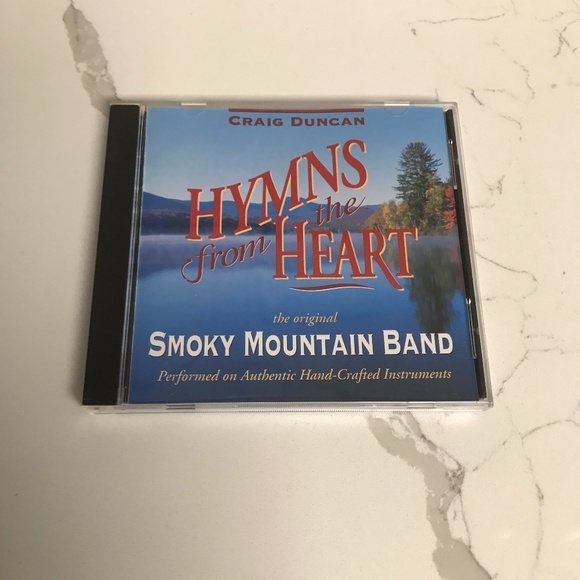 CRAIG DUNCAN
HYMNS
from the
HEART
the original
SMOKY MOUNTAIN BAND
Performed on Authentic Hand-Crafted Instruments